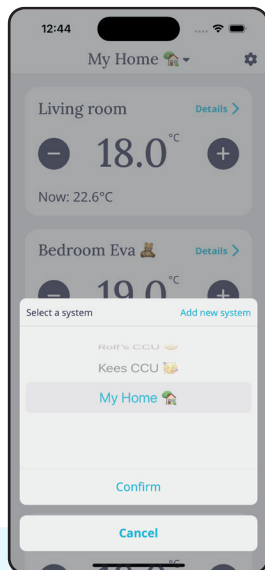 12:44
My Home 🏡
Living room Details
18.0 °C
Now: 22.6°C
Bedroom Eva 🧸 Details
19.0 °C
Select a system Add new system
Rolf's CCU
Kees CCU
My Home 🏡
Confirm
Cancel
°C